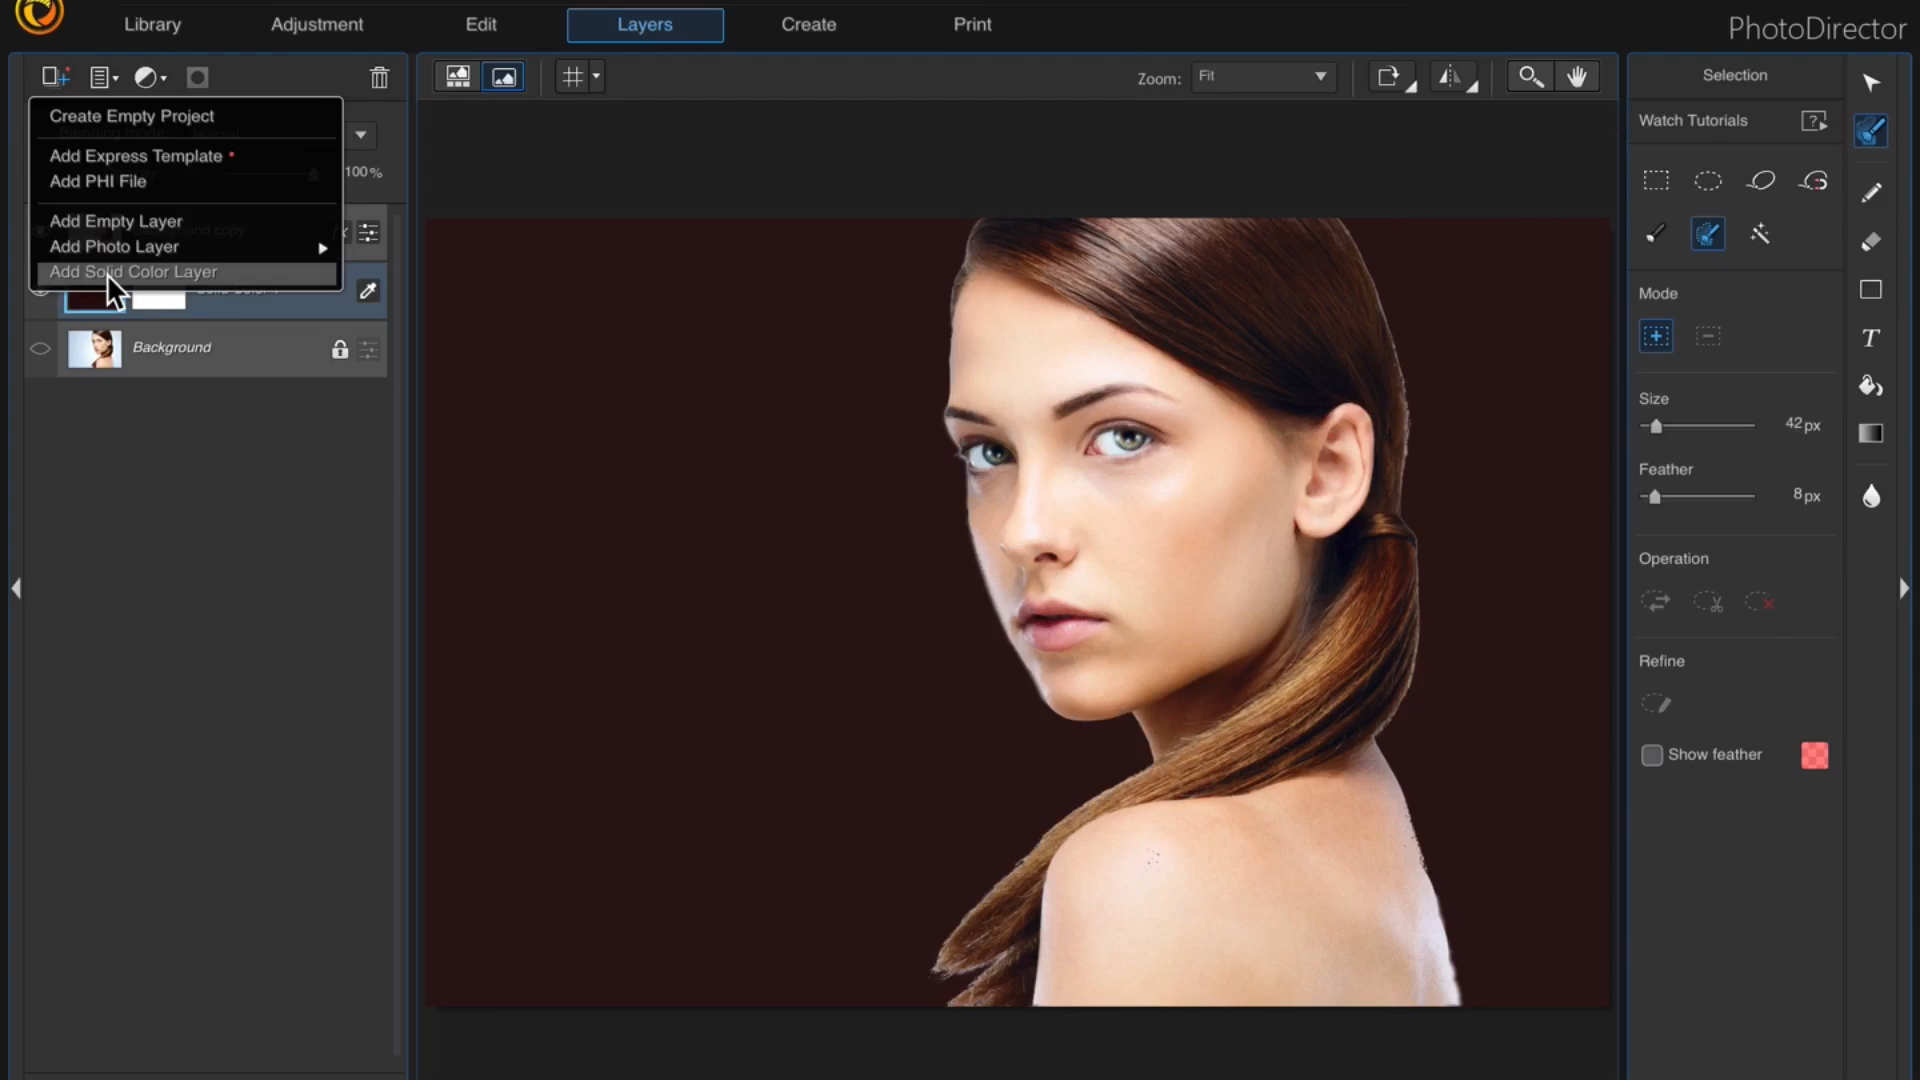 Library
Adjustment
Edit
Layers
Create
Print
PhotoDirector
Zoom:
Fit
Selection
Create Empty Project
Watch Tutorials
Add Express Template
100%
Add PHI File
Add Empty Layer
Add Photo Layer
Add Solid Color Layer
Background
Mode
Size
42px
Feather
8px
Operation
Refine
Show feather